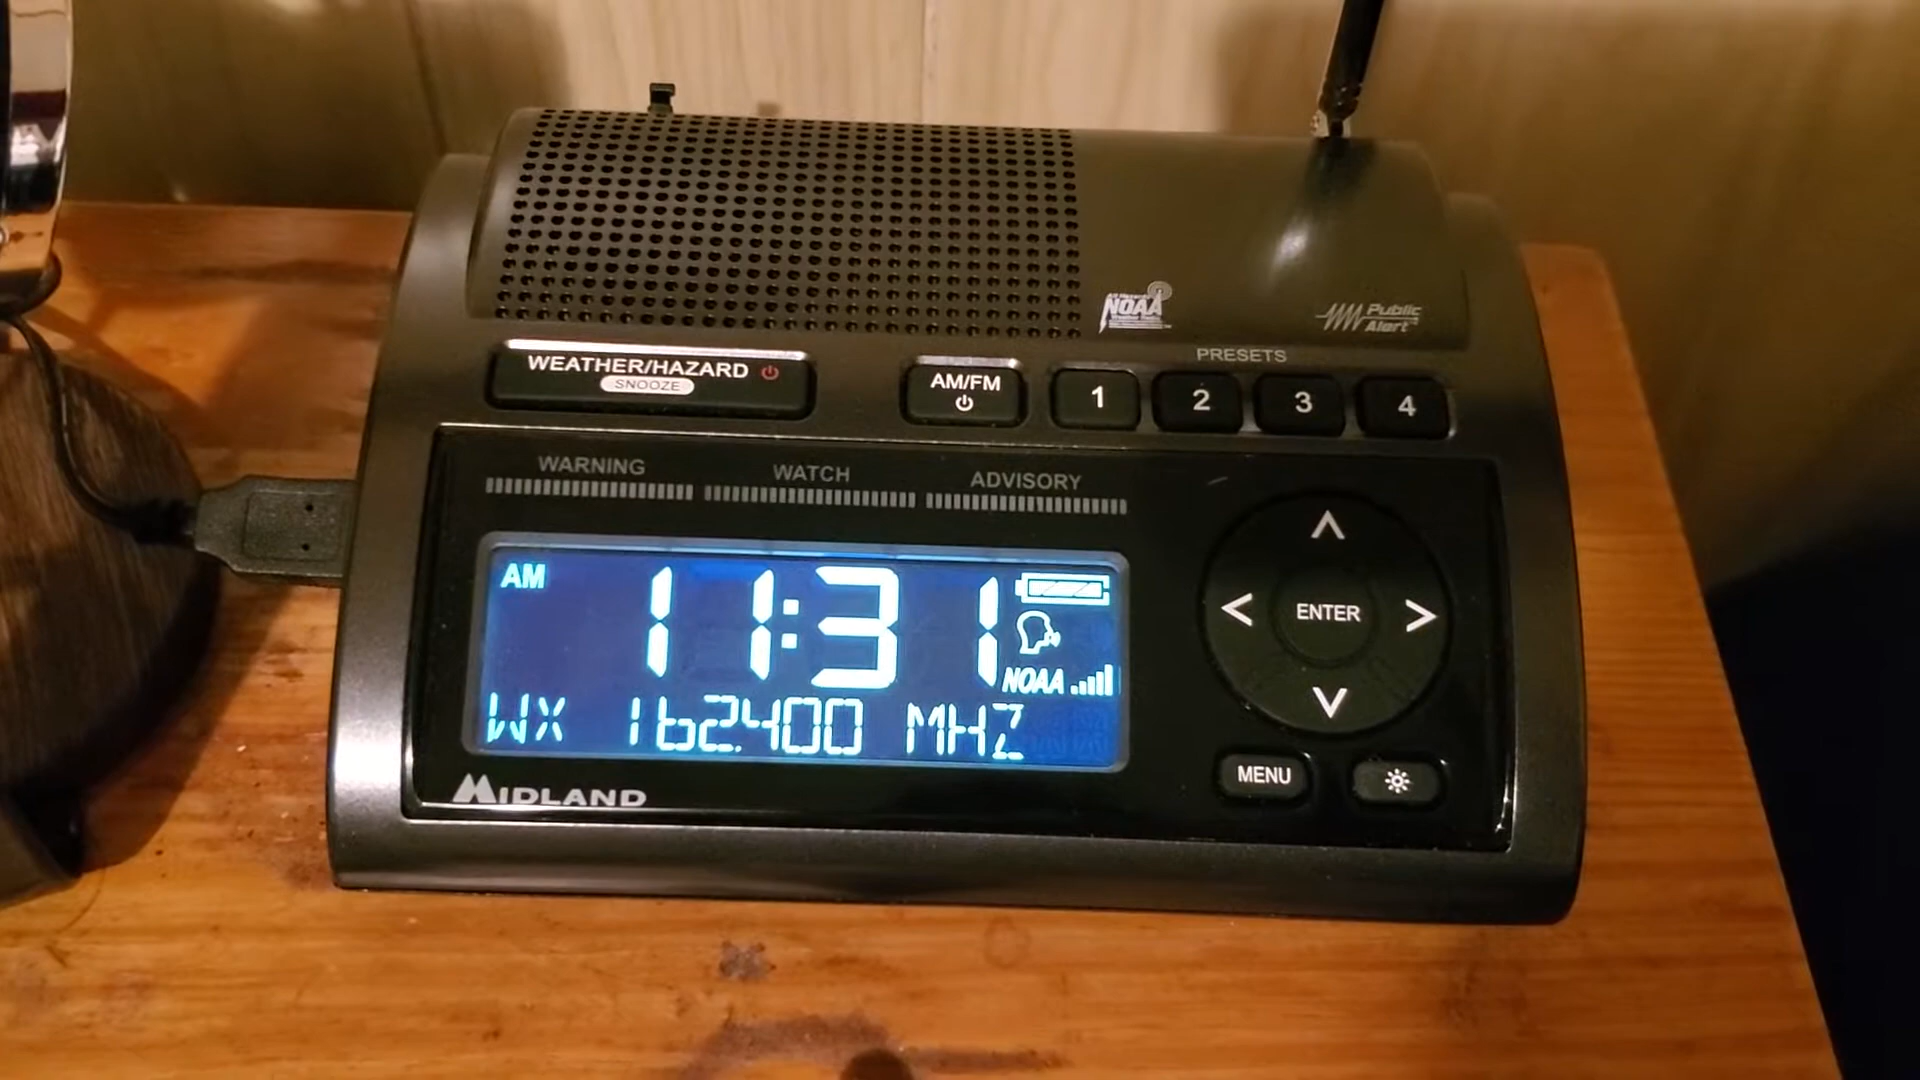 NOAA
Public
Alert
WEATHER/HAZARD
SNOOZE
AM/FM
PRESETS
1 2 3 4
WARNING WATCH ADVISORY
AM 11:31
NOAA
WX 162.400 MHZ
MIDLAND
ENTER
MENU